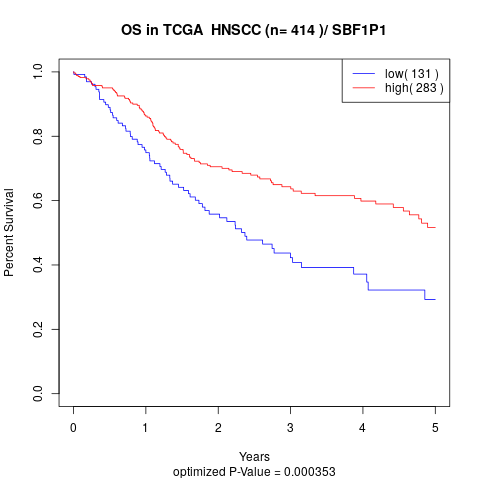 OS in TCGA HNSCC (n= 414 )/ SBF1P1
low( 131 )
high( 283 )
Percent Survival
1.0
0.8
0.6
0.4
0.2
0.0
0 1 2 3 4 5
Years
optimized P-Value = 0.000353